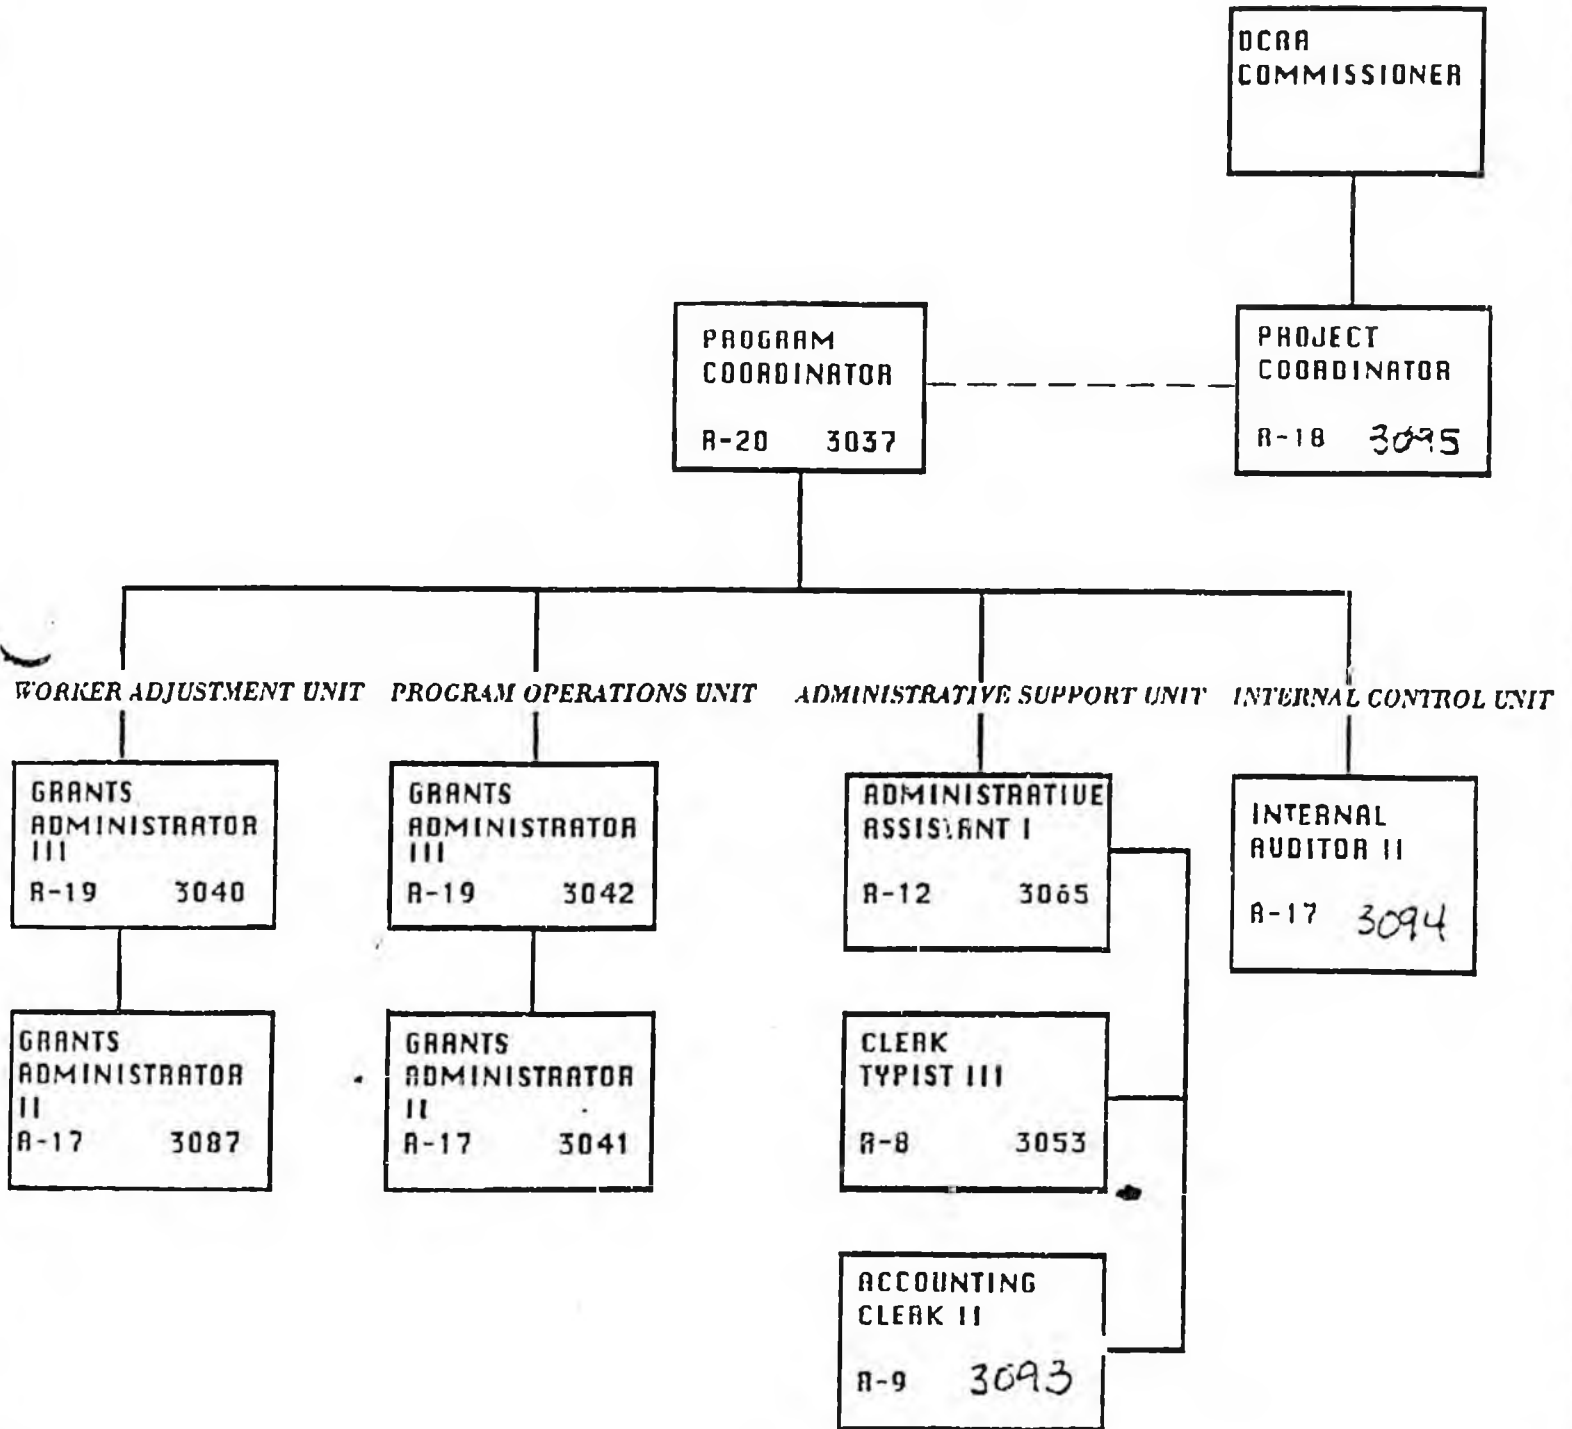 DCRA
COMMISSIONER
PROGRAM
COORDINATOR
R-20 3037
PROJECT
COORDINATOR
R-18 3095
WORKER ADJUSTMENT UNIT
PROGRAM OPERATIONS UNIT
ADMINISTRATIVE SUPPORT UNIT
INTERNAL CONTROL UNIT
GRANTS
ADMINISTRATOR
III
R-19 3040
GRANTS
ADMINISTRATOR
III
R-19 3042
ADMINISTRATIVE
ASSISTANT I
R-12 3065
INTERNAL
AUDITOR II
R-17 3094
GRANTS
ADMINISTRATOR
II
R-17 3087
GRANTS
ADMINISTRATOR
II
R-17 3041
CLERK
TYPIST III
R-8 3053
ACCOUNTING
CLERK II
R-9 3093